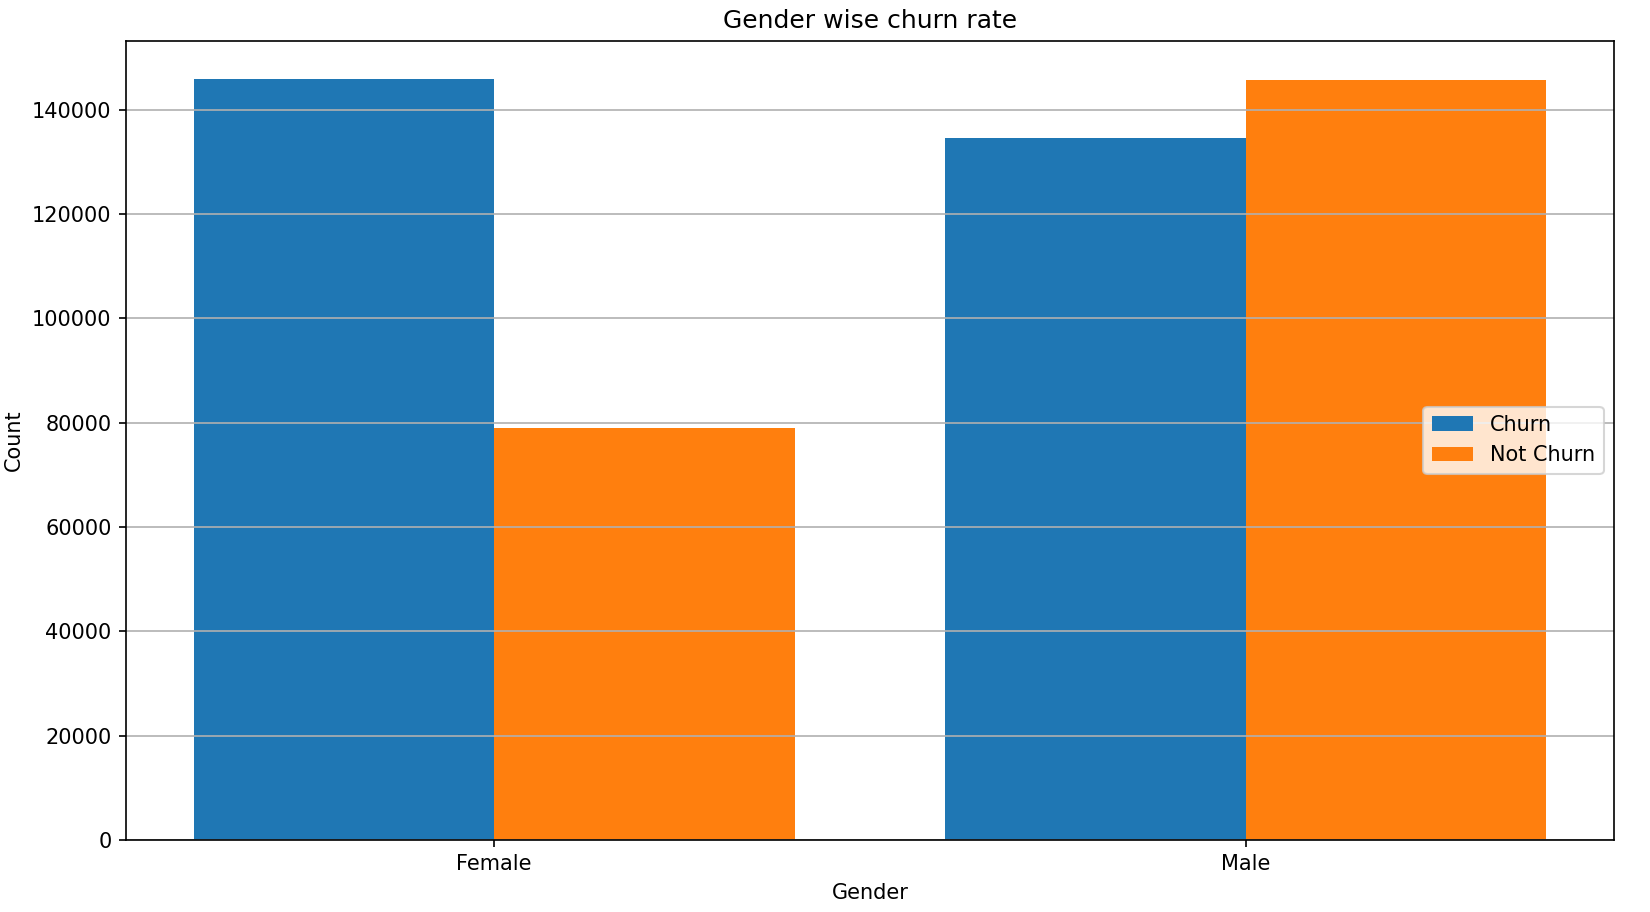 Gender wise churn rate
140000
120000
100000
80000
60000
40000
20000
0
Count
Churn
Not Churn
Female
Male
Gender